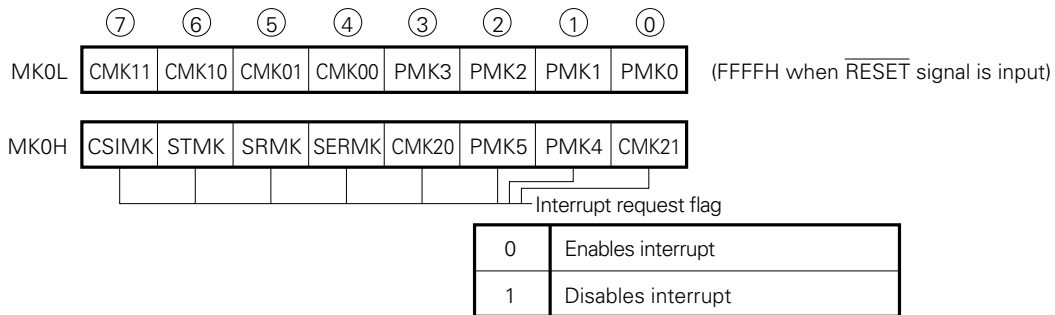 ⑦ ⑥ ⑤ ④ ③ ② ① ⓪
MK0L CMK11 CMK10 CMK01 CMK00 PMK3 PMK2 PMK1 PMK0 (FFFFH when RESET signal is input)
MK0H CSIMK STMK SRMK SERMK CMK20 PMK5 PMK4 CMK21
Interrupt request flag
0 Enables interrupt
1 Disables interrupt